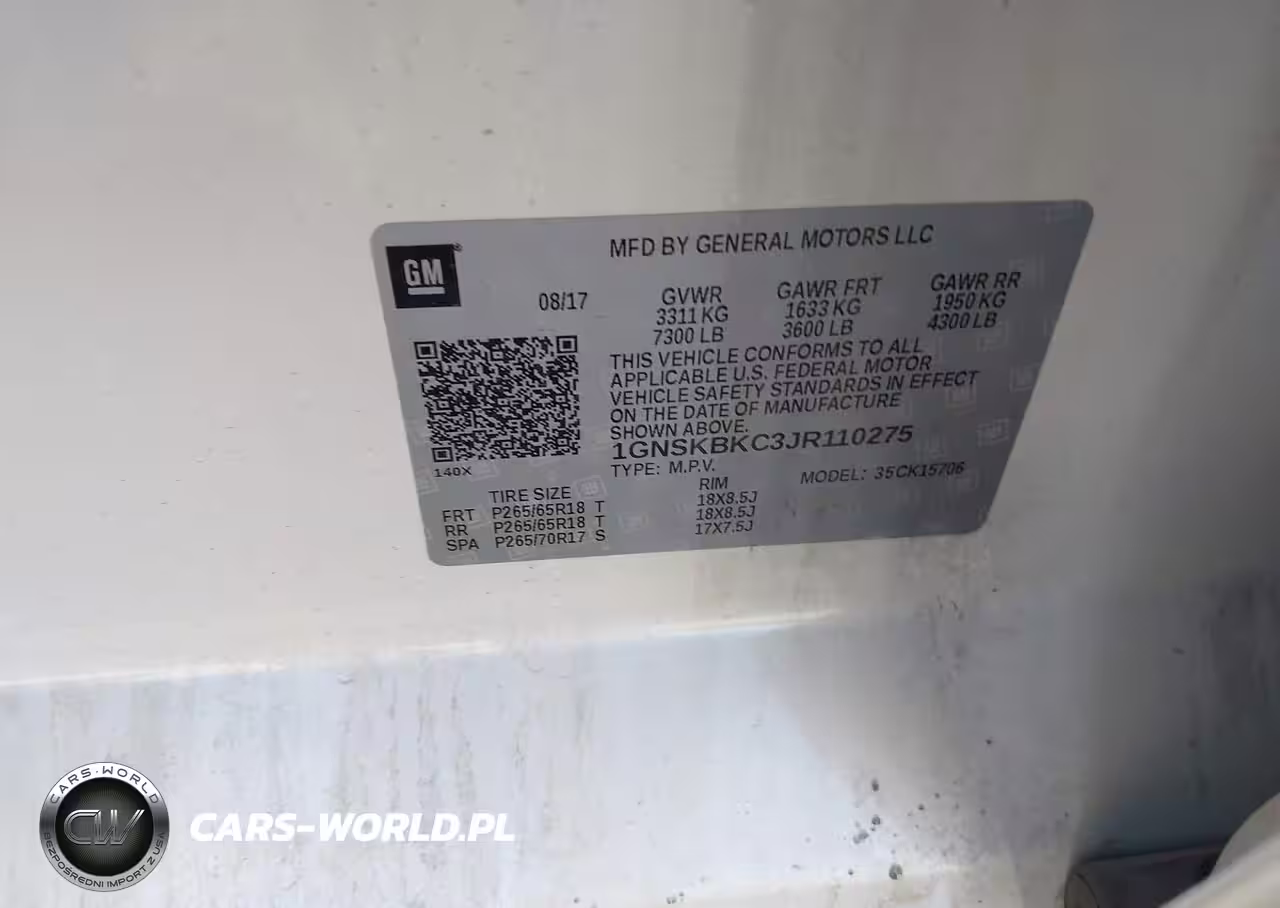 GM
MFD BY GENERAL MOTORS LLC
08/17
GVWR
3311 KG
7300 LB
GAWR FRT
1633 KG
3600 LB
GAWR RR
1950 KG
4300 LB
THIS VEHICLE CONFORMS TO ALL
APPLICABLE U.S. FEDERAL MOTOR
VEHICLE SAFETY STANDARDS IN EFFECT
ON THE DATE OF MANUFACTURE
SHOWN ABOVE.
1GNSKBKC3JR110275
TYPE: M.P.V. MODEL: 35CK15706
140X
TIRE SIZE RIM
FRT P265/65R18 T 18X8.5J
RR P265/65R18 T 18X8.5J
SPA P265/70R17 S 17X7.5J
CARS-WORLD
CW
BEZPOŚREDNI IMPORT Z USA
CARS-WORLD.PL